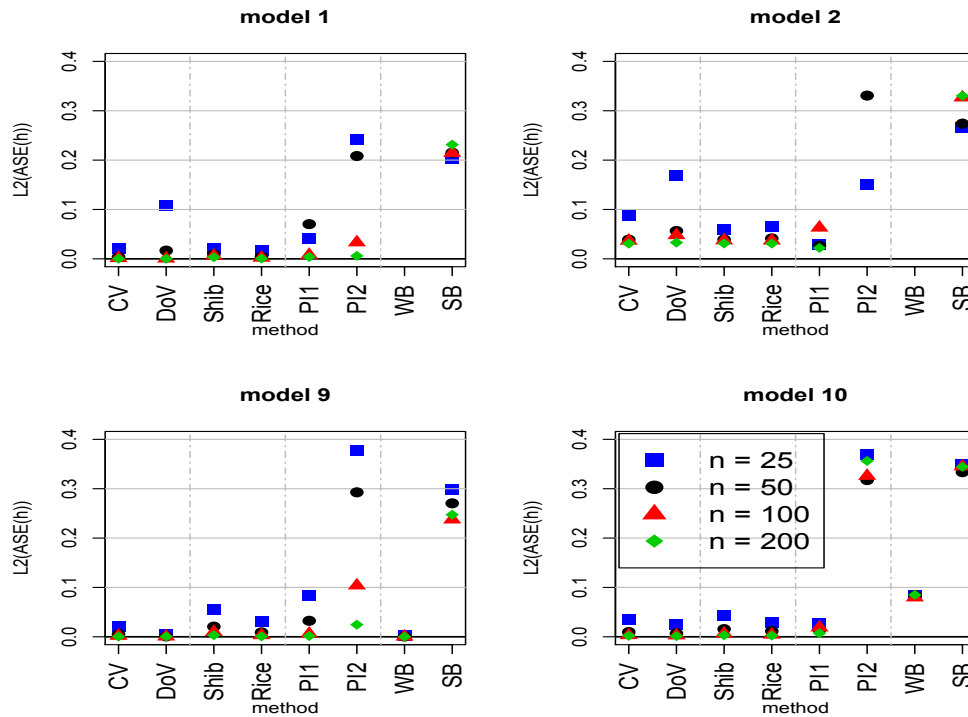 model 1
L2(ASE(h))
0.4
0.3
0.2
0.1
0.0
CV
DoV
Shib
Rice
PI1
PI2
WB
SB
method
model 2
L2(ASE(h))
0.4
0.3
0.2
0.1
0.0
CV
DoV
Shib
Rice
PI1
PI2
WB
SB
method
model 9
L2(ASE(h))
0.4
0.3
0.2
0.1
0.0
CV
DoV
Shib
Rice
PI1
PI2
WB
SB
method
model 10
L2(ASE(h))
0.4
0.3
0.2
0.1
0.0
n = 25
n = 50
n = 100
n = 200
CV
DoV
Shib
Rice
PI1
PI2
WB
SB
method